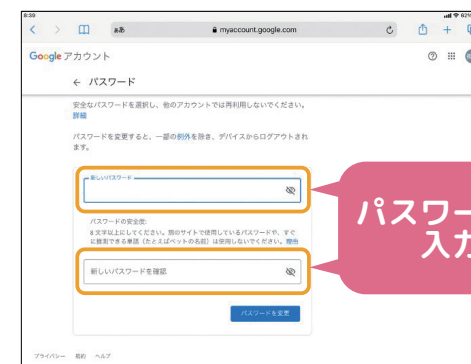 8:39
82%
ああ
myaccount.google.com
Google アカウント
← パスワード
安全なパスワードを選択し、他のアカウントでは再利用しないでください。
詳細
パスワードを変更すると、一部の例外を除き、デバイスからログアウトされ
ます。
新しいパスワード
パスワードの安全度:
8 文字以上にしてください。別のサイトで使用しているパスワードや、すぐ
に推測できる単語（たとえばペットの名前）は使用しないでください。理由
新しいパスワードを確認
パスワードを変更
パスワー
入力
プライバシー 規約 ヘルプ